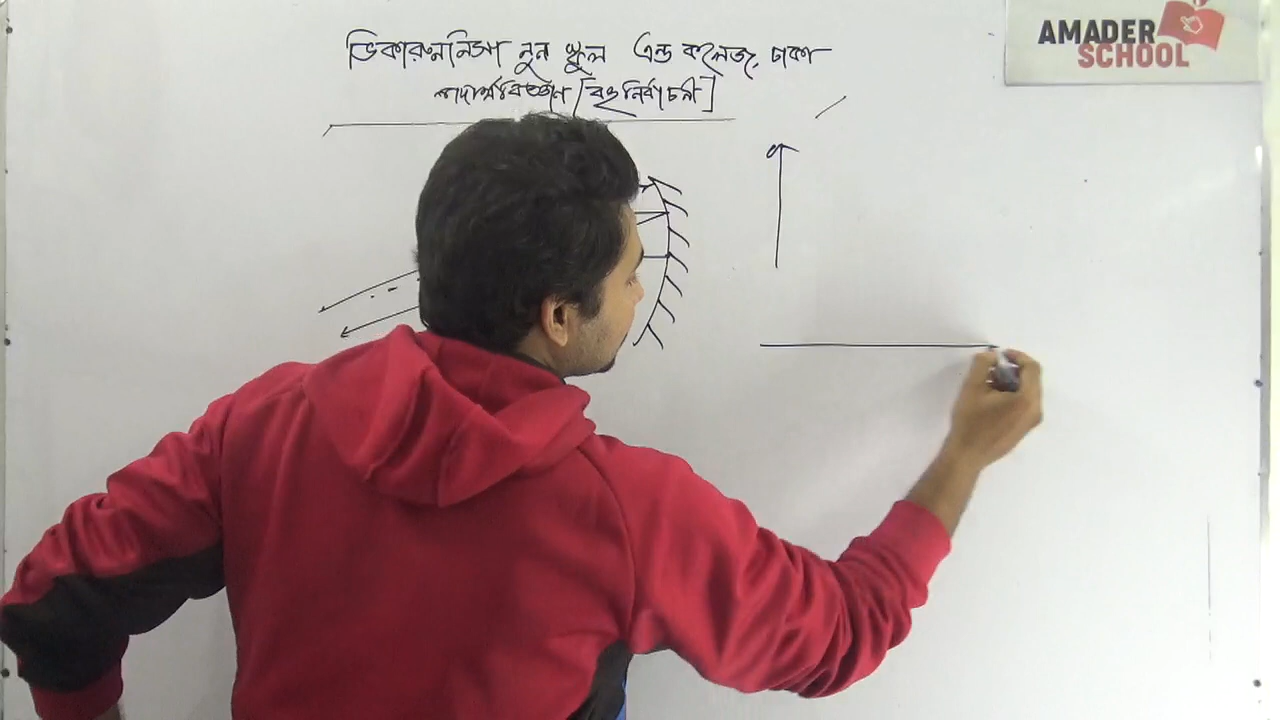 ভিকারুননিসা নুন স্কুল এন্ড কলেজ, ঢাকা
পদার্থবিজ্ঞান [বহুনির্বাচনী]
AMADER
SCHOOL